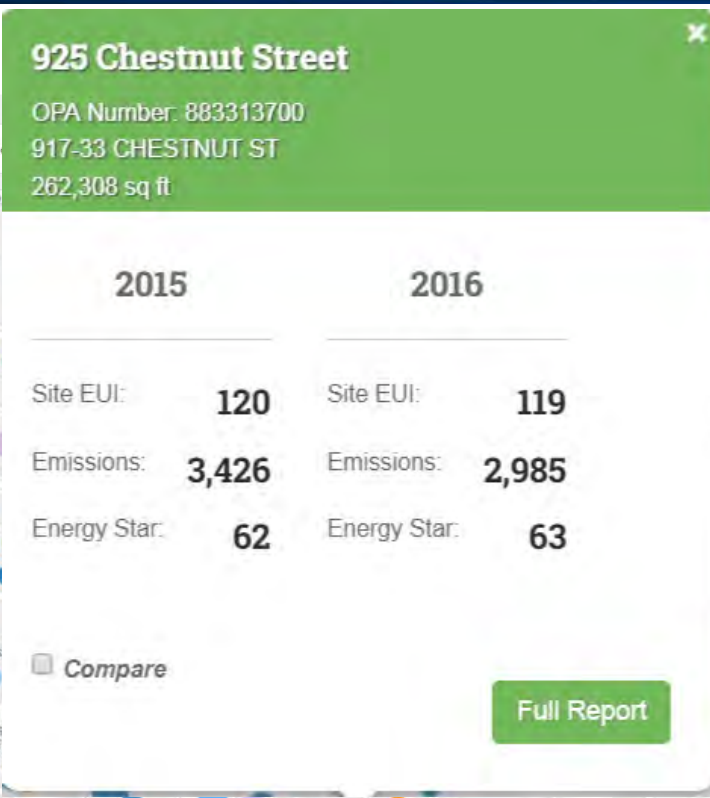 925 Chestnut Street
OPA Number: 883313700
917-33 CHESTNUT ST
262,308 sq ft
2015 2016
Site EUI: 120 Site EUI: 119
Emissions: 3,426 Emissions: 2,985
Energy Star: 62 Energy Star: 63
Compare
Full Report